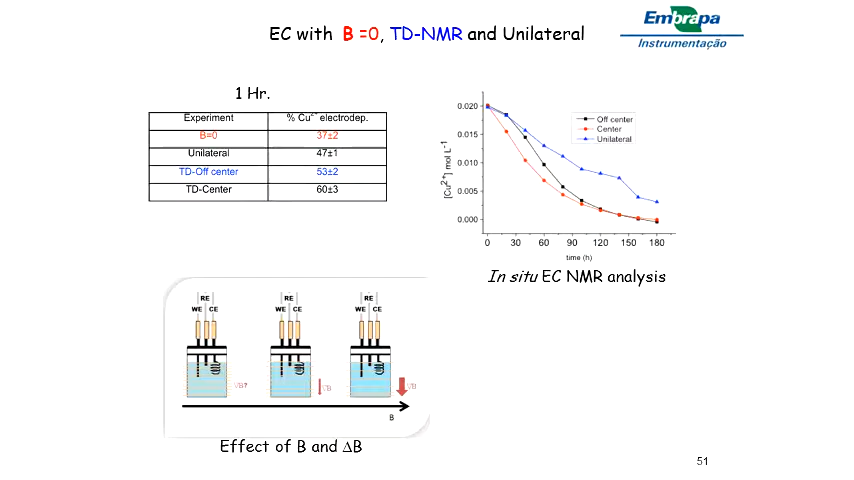 EC with B =0, TD-NMR and Unilateral
Embrapa
Instrumentação
1 Hr.
Experiment % Cu²⁺ electrodep.
B=0 37±2
Unilateral 47±1
TD-Off center 53±2
TD-Center 60±3
[Cu2+] mol L-1
0.020
0.015
0.010
0.005
0.000
Off center
Center
Unilateral
0 30 60 90 120 150 180
time (h)
In situ EC NMR analysis
RE RE RE
WE CE WE CE WE CE
∇B? ∇B ∇B
B
Effect of B and ∆B
51